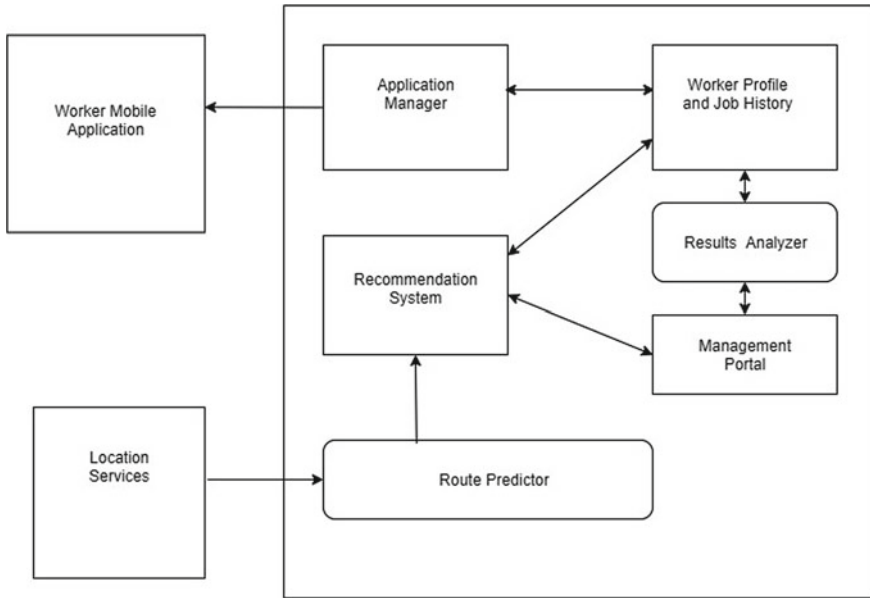 Worker Mobile
Application
Application
Manager
Worker Profile
and Job History
Results Analyzer
Recommendation
System
Management
Portal
Location
Services
Route Predictor